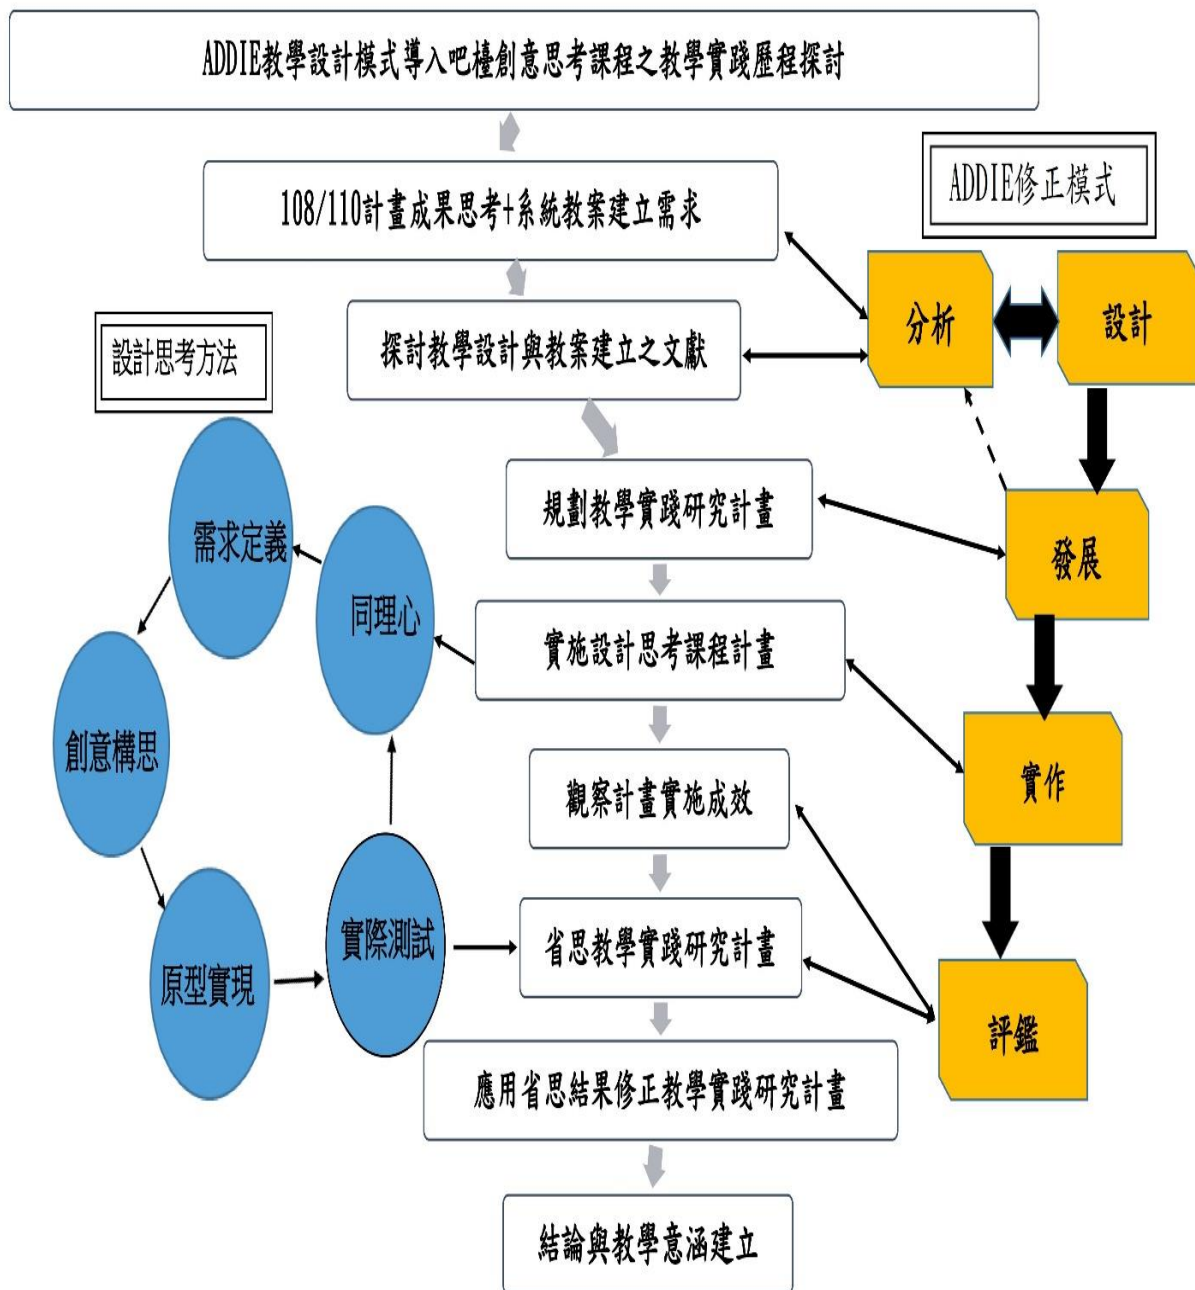 ADDIE教學設計模式導入吧檯創意思考課程之教學實踐歷程探討
108/110計畫成果思考+系統教案建立需求
探討教學設計與教案建立之文獻
規劃教學實踐研究計畫
實施設計思考課程計畫
觀察計畫實施成效
省思教學實踐研究計畫
應用省思結果修正教學實踐研究計畫
結論與教學意涵建立
設計思考方法
同理心
需求定義
創意構思
原型實現
實際測試
ADDIE修正模式
分析
設計
發展
實作
評鑑